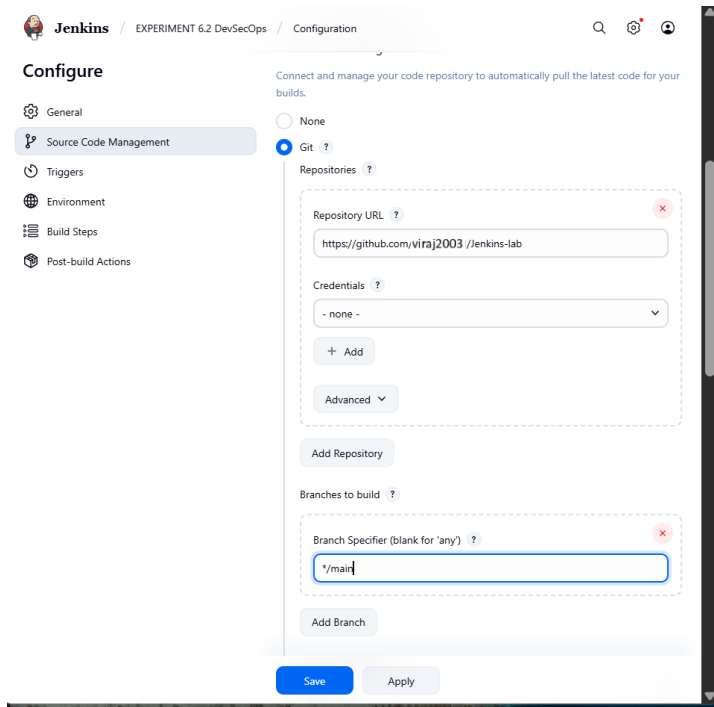 Jenkins / EXPERIMENT 6.2 DevSecOps / Configuration
Configure
General
Source Code Management
Triggers
Environment
Build Steps
Post-build Actions
Connect and manage your code repository to automatically pull the latest code for your
builds.
None
Git ?
Repositories ?
Repository URL ?
https://github.com/viraj2003 /Jenkins-lab
Credentials ?
- none -
+ Add
Advanced
Add Repository
Branches to build ?
Branch Specifier (blank for 'any') ?
*/main
Add Branch
Save Apply